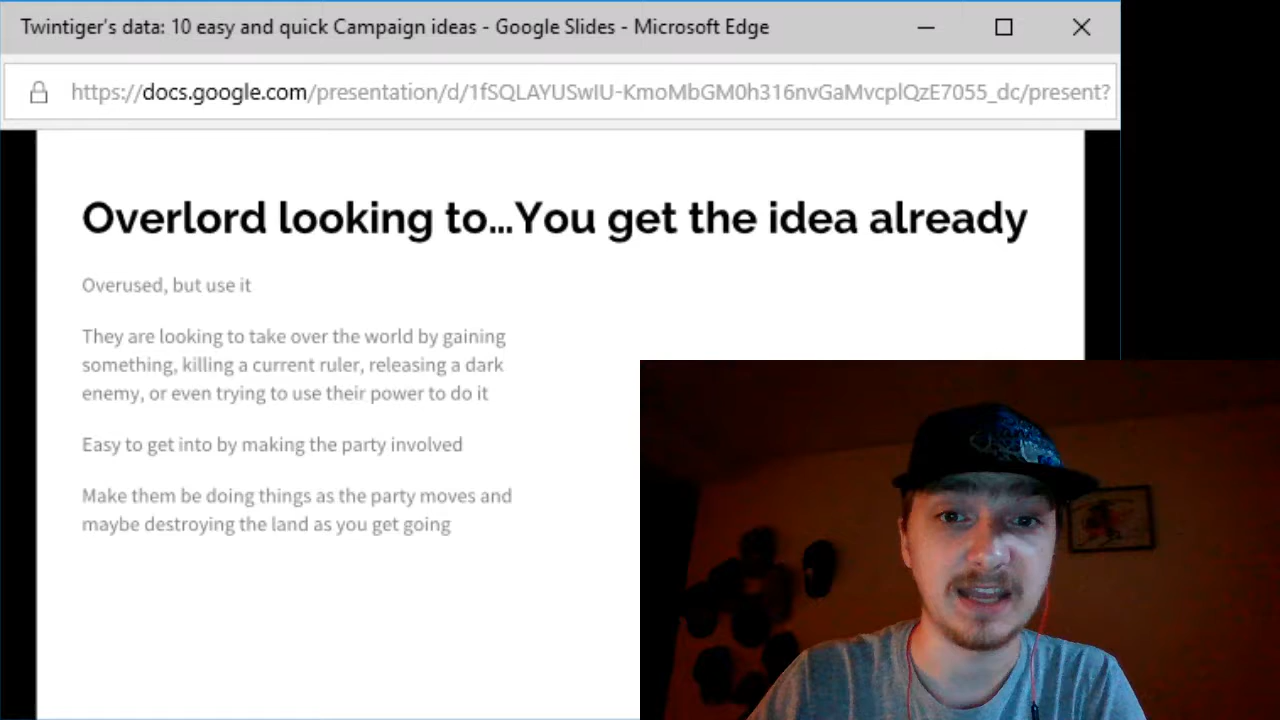 Twintiger's data: 10 easy and quick Campaign ideas - Google Slides - Microsoft Edge
https://docs.google.com/presentation/d/1fSQLAYUSwIU-KmoMbGM0h316nvGaMvcplQzE7055_dc/present?
Overlord looking to...You get the idea already
Overused, but use it
They are looking to take over the world by gaining
something, killing a current ruler, releasing a dark
enemy, or even trying to use their power to do it
Easy to get into by making the party involved
Make them be doing things as the party moves and
maybe destroying the land as you get going